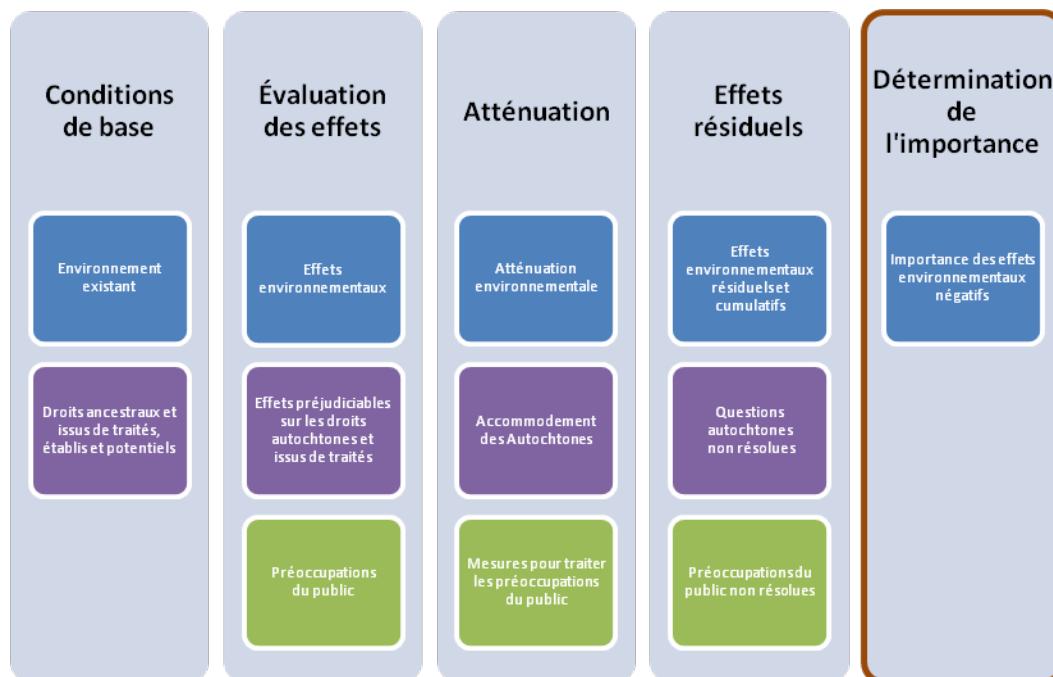 Conditions
de base
Environnement
existant
Droits ancestraux et
issus de traités,
établis et potentiels
Évaluation
des effets
Effets
environnementaux
Effets préjudiciables
sur les droits
autochtones et
issus de traités
Préoccupations
du public
Atténuation
Atténuation
environnementale
Accommodement
des Autochtones
Mesures pour traiter
les préoccupations
du public
Effets
résiduels
Effets
environnementaux
résiduels et
cumulatifs
Questions
autochtones
non résolues
Préoccupations du
public non résolues
Détermination
de
l'importance
Importance des effets
environnementaux
négatifs